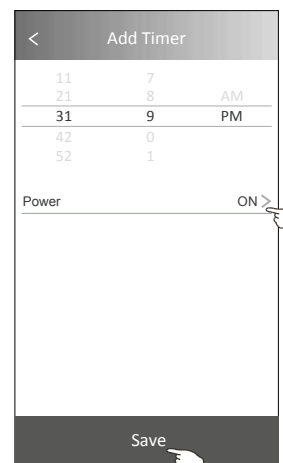 < Add Timer
11 7
21 8 AM
31 9 PM
42 0
52 1
Power ON >
Save